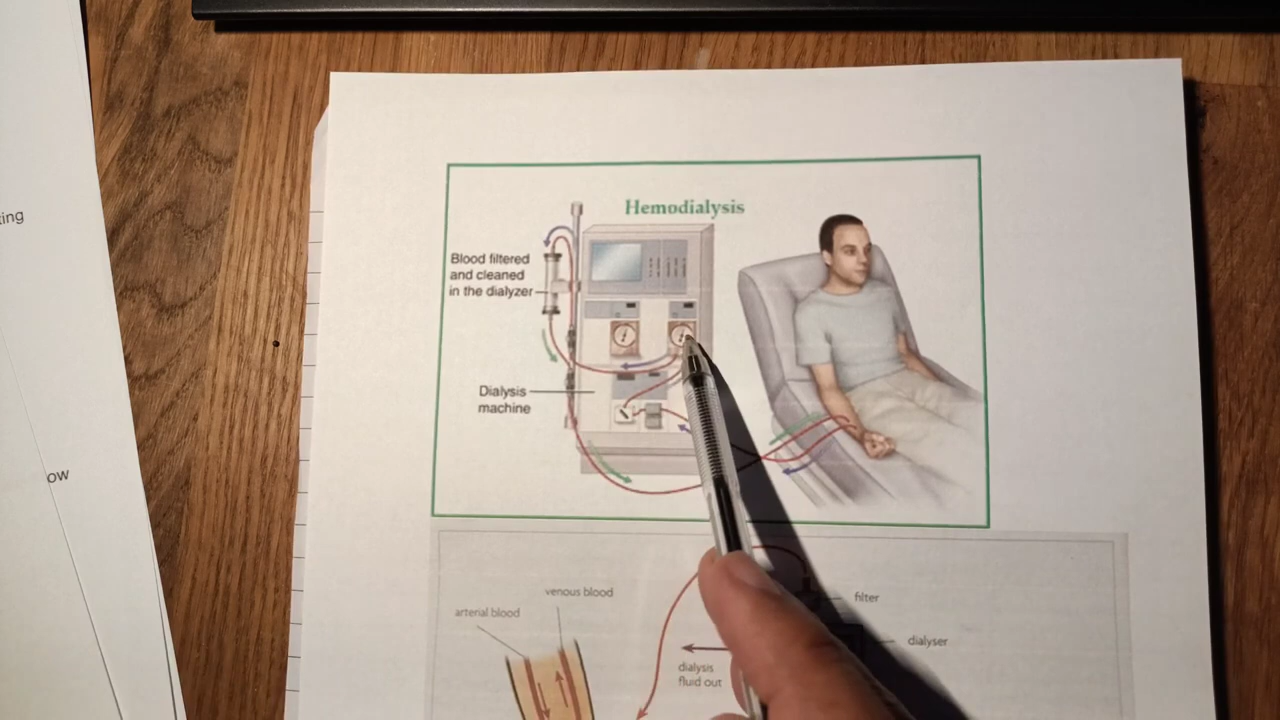 ting
ow
Hemodialysis
Blood filtered
and cleaned
in the dialyzer
Dialysis
machine
venous blood
arterial blood
filter
dialyser
dialysis
fluid out